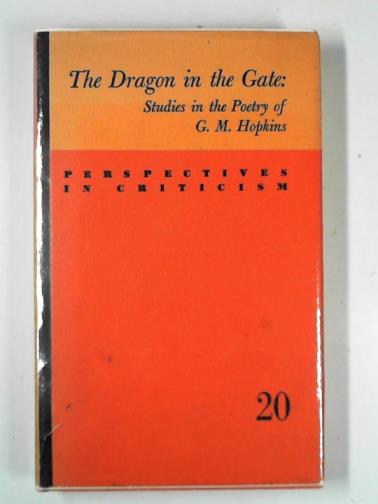 The Dragon in the Gate:
Studies in the Poetry of
G. M. Hopkins
PERSPECTIVES
IN CRITICISM
20